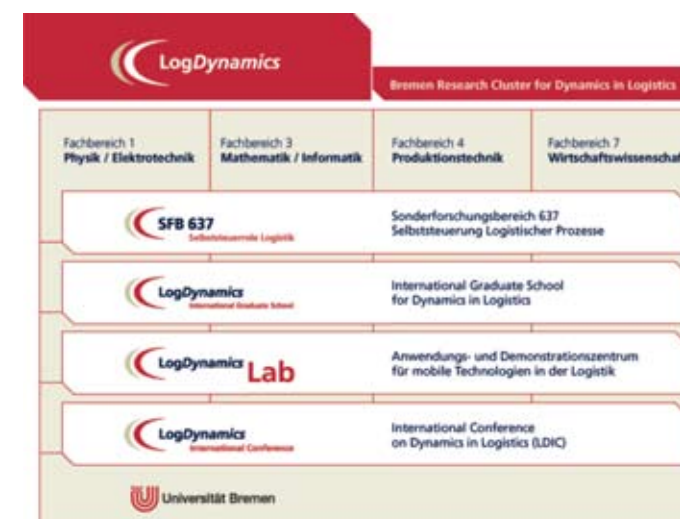 LogDynamics
Bremen Research Cluster for Dynamics in Logistics
Fachbereich 1
Physik / Elektrotechnik
Fachbereich 3
Mathematik / Informatik
Fachbereich 4
Produktionstechnik
Fachbereich 7
Wirtschaftswissenschaf
SFB 637
Selbststeuernde Logistik
Sonderforschungsbereich 637
Selbststeuerung Logistischer Prozesse
LogDynamics
International Graduate School
International Graduate School
for Dynamics in Logistics
LogDynamics Lab
Anwendungs- und Demonstrationszentrum
für mobile Technologien in der Logistik
LogDynamics
International Conference
International Conference
on Dynamics in Logistics (LDIC)
Universität Bremen